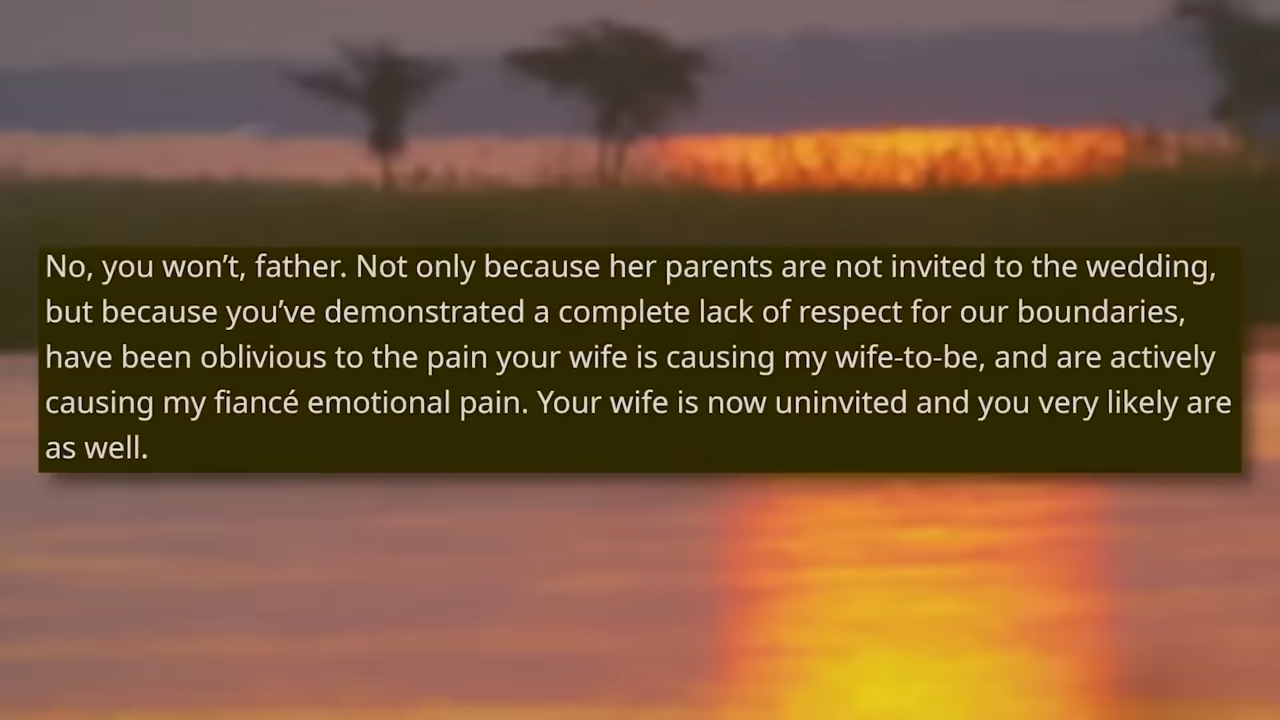 No, you won’t, father. Not only because her parents are not invited to the wedding,
but because you’ve demonstrated a complete lack of respect for our boundaries,
have been oblivious to the pain your wife is causing my wife-to-be, and are actively
causing my fiancé emotional pain. Your wife is now uninvited and you very likely are
as well.